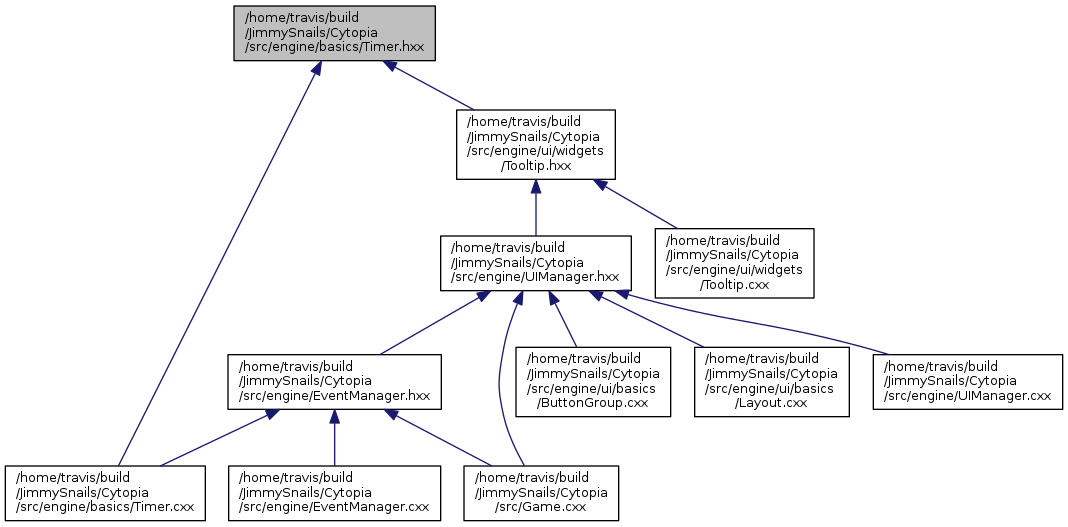 /home/travis/build
/JimmySnails/Cytopia
/src/engine/basics/Timer.hxx
/home/travis/build
/JimmySnails/Cytopia
/src/engine/ui/widgets
/Tooltip.hxx
/home/travis/build
/JimmySnails/Cytopia
/src/engine/UIManager.hxx
/home/travis/build
/JimmySnails/Cytopia
/src/engine/ui/widgets
/Tooltip.cxx
/home/travis/build
/JimmySnails/Cytopia
/src/engine/EventManager.hxx
/home/travis/build
/JimmySnails/Cytopia
/src/engine/ui/basics
/ButtonGroup.cxx
/home/travis/build
/JimmySnails/Cytopia
/src/engine/ui/basics
/Layout.cxx
/home/travis/build
/JimmySnails/Cytopia
/src/engine/UIManager.cxx
/home/travis/build
/JimmySnails/Cytopia
/src/engine/basics/Timer.cxx
/home/travis/build
/JimmySnails/Cytopia
/src/engine/EventManager.cxx
/home/travis/build
/JimmySnails/Cytopia
/src/Game.cxx